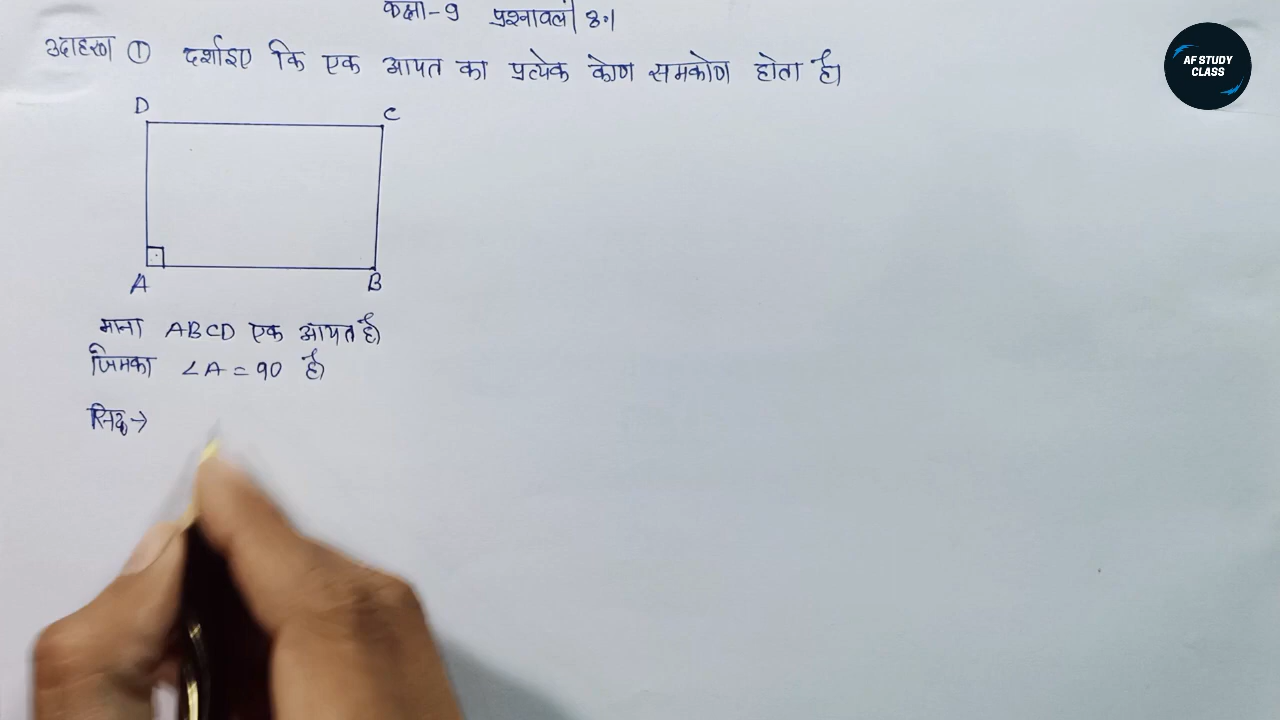 कक्षा-9 प्रश्नावली 8.1
उदाहरण ① दर्शाइए कि एक आयत का प्रत्येक कोण समकोण होता है।
AF STUDY
CLASS
D
C
A
B
माना ABCD एक आयत है।
जिसका ∠A = 90 है।
सिद्ध →